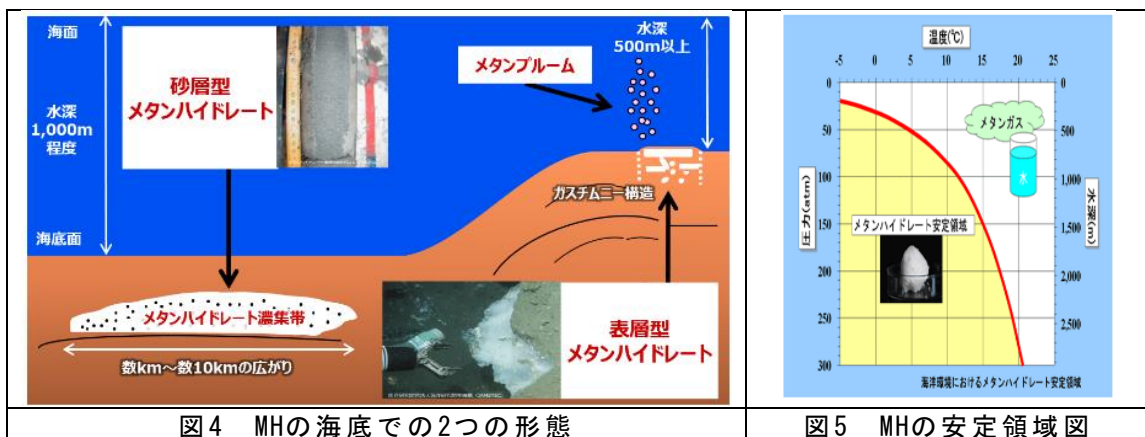 海面
水深
1,000m
程度
海底面
砂層型
メタンハイドレート
メタンプルーム
水深
500m以上
ガスチムニー構造
メタンハイドレート濃集帯
数km～数10kmの広がり
表層型
メタンハイドレート
図4 MHの海底での2つの形態
温度(℃)
-5 0 5 10 15 20 25
0
50
100
150
200
250
300
圧力(atm)
0
500
1,000
1,500
2,000
2,500
水深(m)
メタンガス
水
メタンハイドレート安定領域
海洋環境におけるメタンハイドレート安定領域
図5 MHの安定領域図